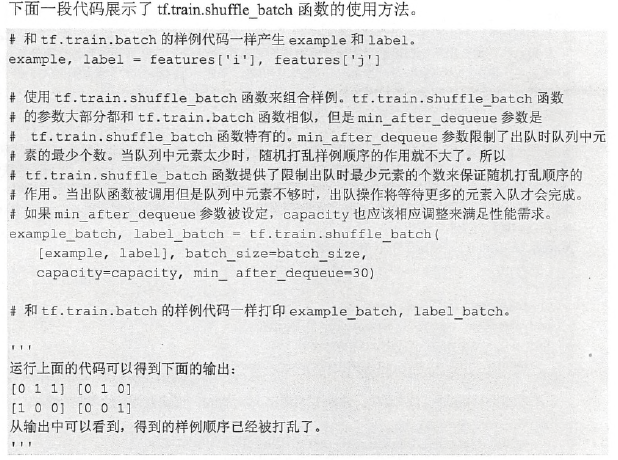 下面一段代码展示了 tf.train.shuffle_batch 函数的使用方法。
# 和 tf.train.batch 的样例代码一样产生 example 和 label。
example, label = features['i'], features['j']
# 使用 tf.train.shuffle_batch 函数来组合样例。tf.train.shuffle_batch 函数
# 的参数大部分都和 tf.train.batch 函数相似，但是 min_after_dequeue 参数是
# tf.train.shuffle_batch 函数特有的。min_after_dequeue 参数限制了出队时队列中元
# 素的最少个数。当队列中元素太少时，随机打乱样例顺序的作用就不大了。所以
# tf.train.shuffle_batch 函数提供了限制出队时最少元素的个数来保证随机打乱顺序的
# 作用。当出队函数被调用但是队列中元素不够时，出队操作将等待更多的元素入队才会完成。
# 如果 min_after_dequeue 参数被设定，capacity 也应该相应调整来满足性能需求。
example_batch, label_batch = tf.train.shuffle_batch(
[example, label], batch_size=batch_size,
capacity=capacity, min_ after_dequeue=30)
# 和 tf.train.batch 的样例代码一样打印 example_batch, label_batch。
'''
运行上面的代码可以得到下面的输出：
[0 1 1] [0 1 0]
[1 0 0] [0 0 1]
从输出中可以看到，得到的样例顺序已经被打乱了。
'''